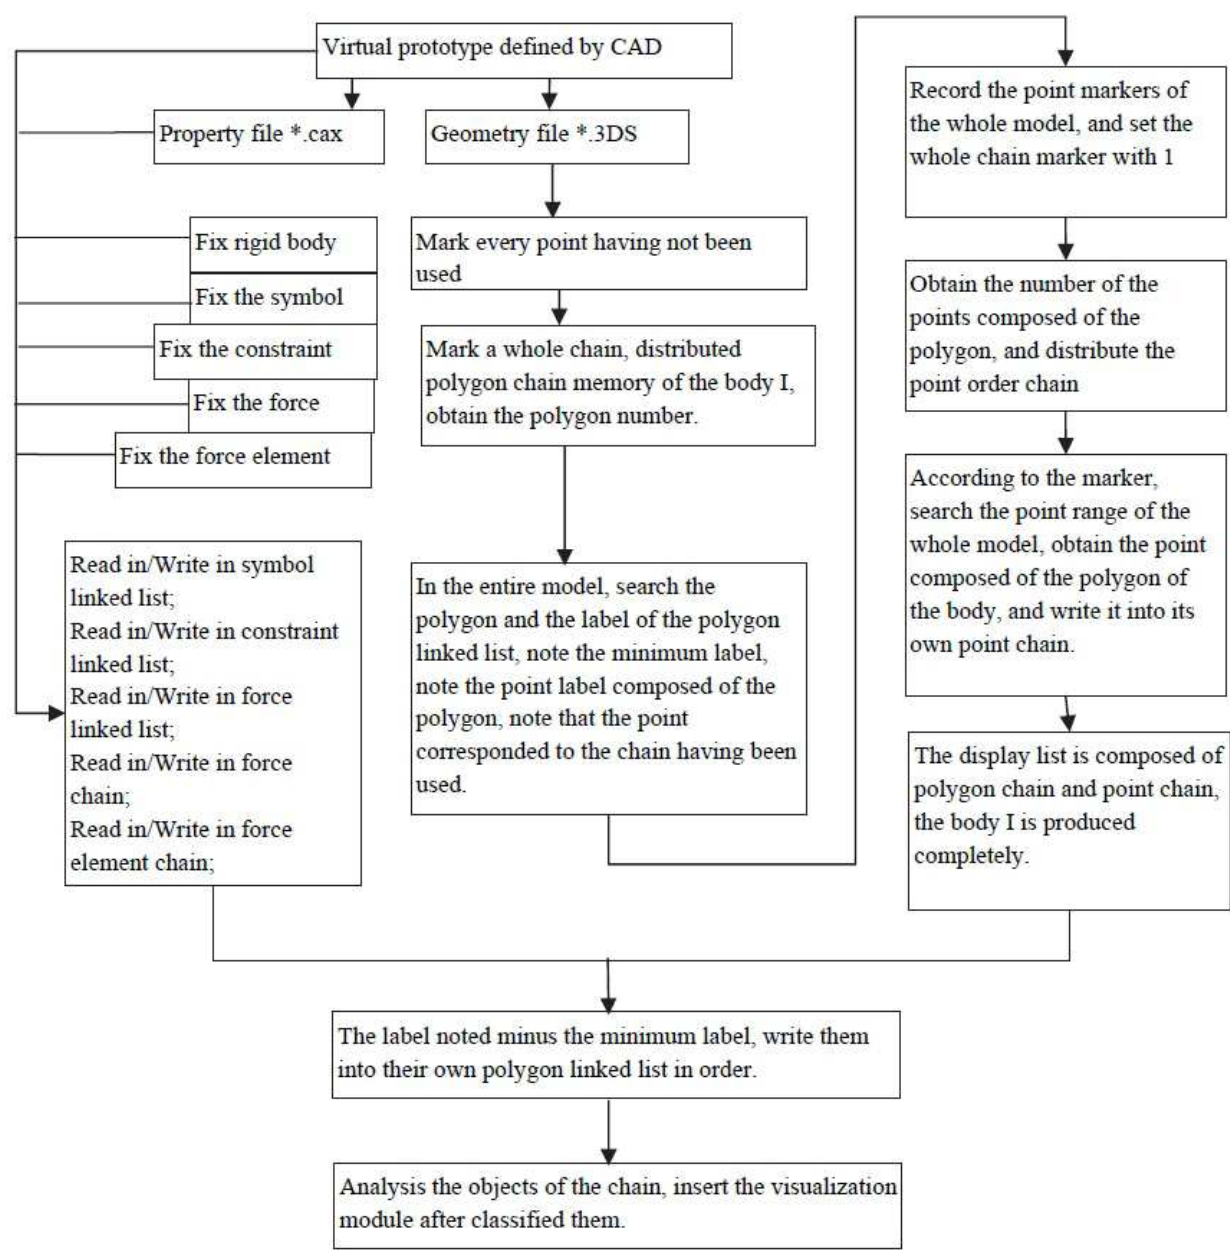 Virtual prototype defined by CAD
Property file *.cax
Geometry file *.3DS
Fix rigid body
Fix the symbol
Fix the constraint
Fix the force
Fix the force element
Read in/Write in symbol
linked list;
Read in/Write in constraint
linked list;
Read in/Write in force
linked list;
Read in/Write in force
chain;
Read in/Write in force
element chain;
Mark every point having not been
used
Mark a whole chain, distributed
polygon chain memory of the body I,
obtain the polygon number.
In the entire model, search the
polygon and the label of the polygon
linked list, note the minimum label,
note the point label composed of the
polygon, note that the point
corresponded to the chain having been
used.
Record the point markers of
the whole model, and set the
whole chain marker with 1
Obtain the number of the
points composed of the
polygon, and distribute the
point order chain
According to the marker,
search the point range of the
whole model, obtain the point
composed of the polygon of
the body, and write it into its
own point chain.
The display list is composed of
polygon chain and point chain,
the body I is produced
completely.
The label noted minus the minimum label, write them
into their own polygon linked list in order.
Analysis the objects of the chain, insert the visualization
module after classified them.